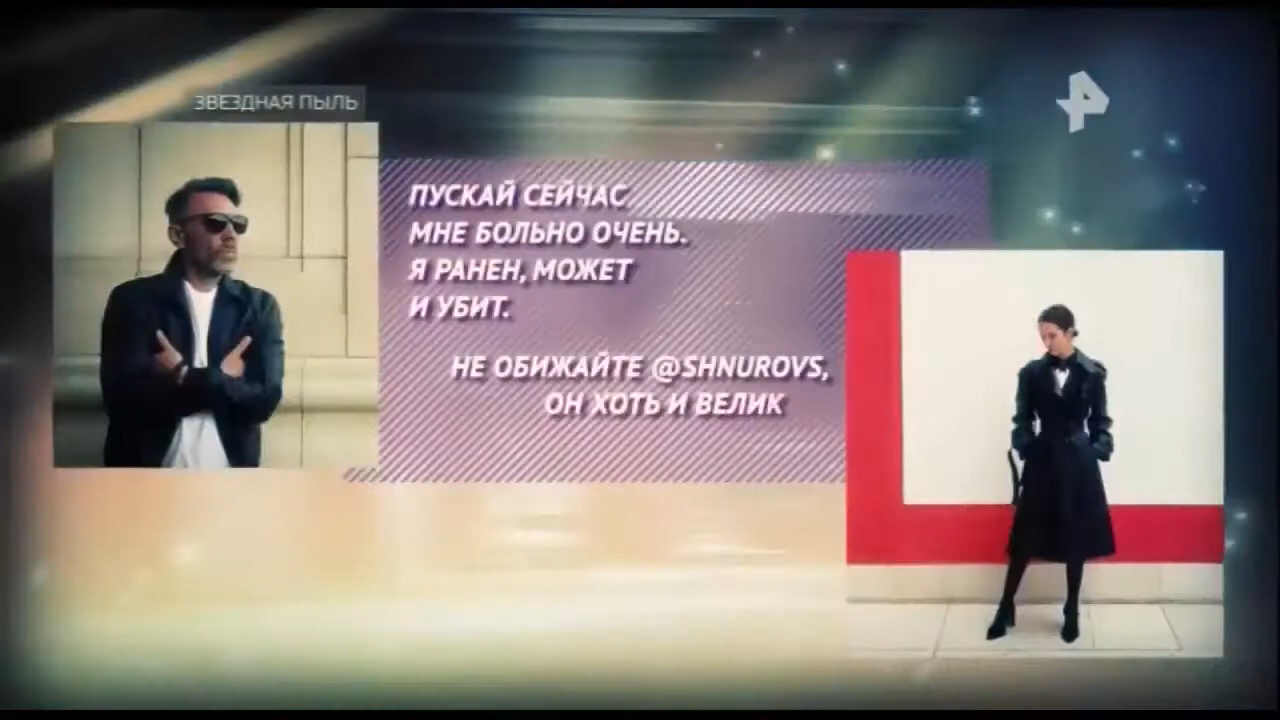 ЗВЕЗДНАЯ ПЫЛЬ
ПУСКАЙ СЕЙЧАС
МНЕ БОЛЬНО ОЧЕНЬ.
Я РАНЕН, МОЖЕТ
И УБИТ.
НЕ ОБИЖАЙТЕ @SHNUROVS,
ОН ХОТЬ И ВЕЛИК